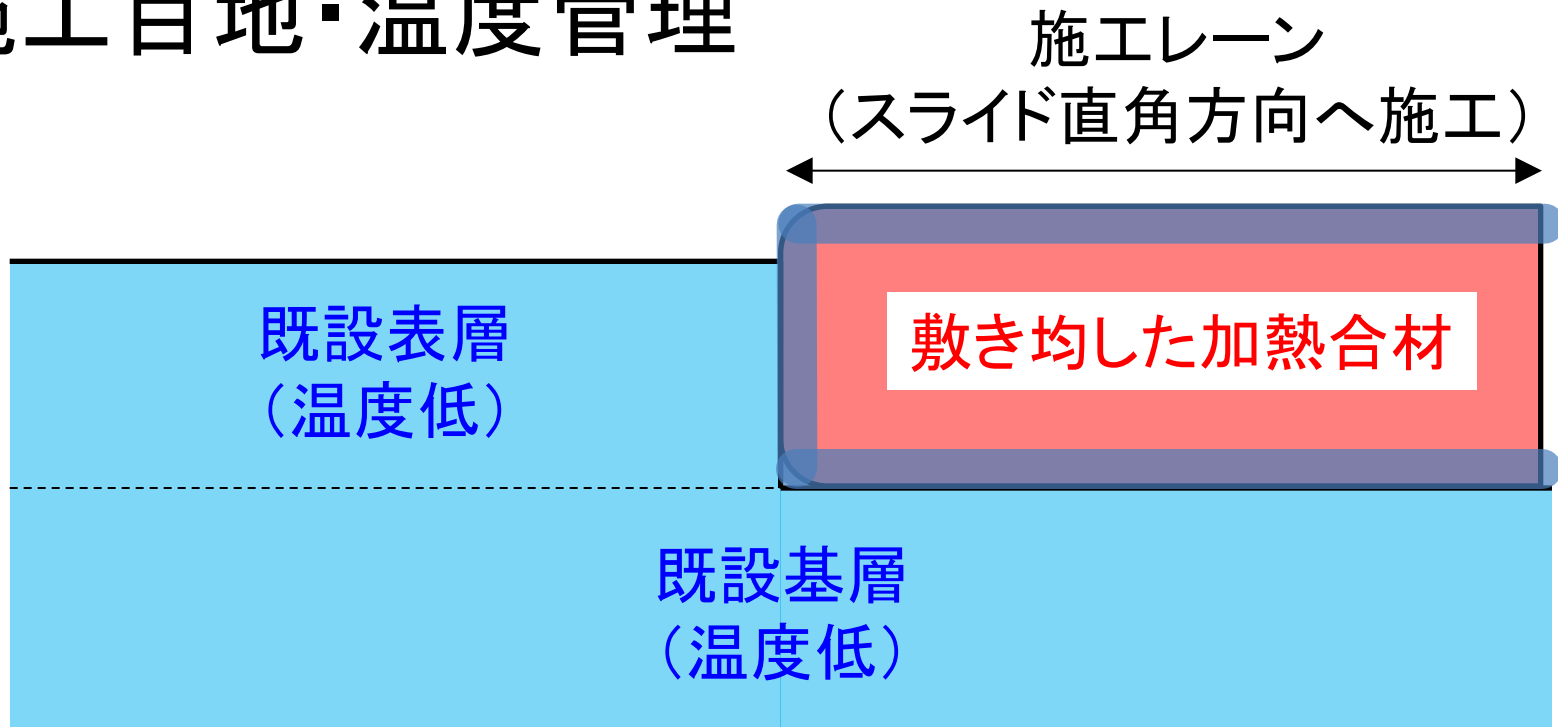 施工目地・温度管理
施工レーン
（スライド直角方向へ施工）
既設表層
（温度低）
敷き均した加熱合材
既設基層
（温度低）